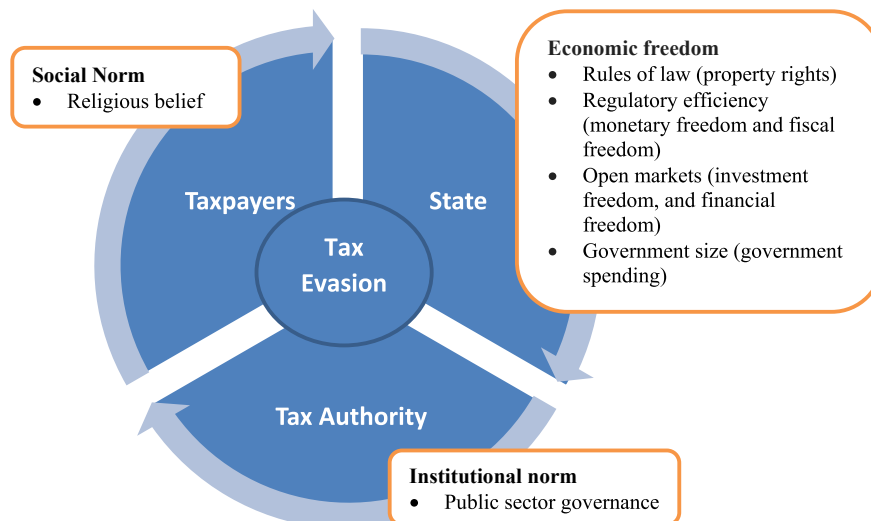 Social Norm
• Religious belief
Economic freedom
• Rules of law (property rights)
• Regulatory efficiency
(monetary freedom and fiscal
freedom)
• Open markets (investment
freedom, and financial
freedom)
• Government size (government
spending)
Taxpayers
State
Tax
Evasion
Tax Authority
Institutional norm
• Public sector governance